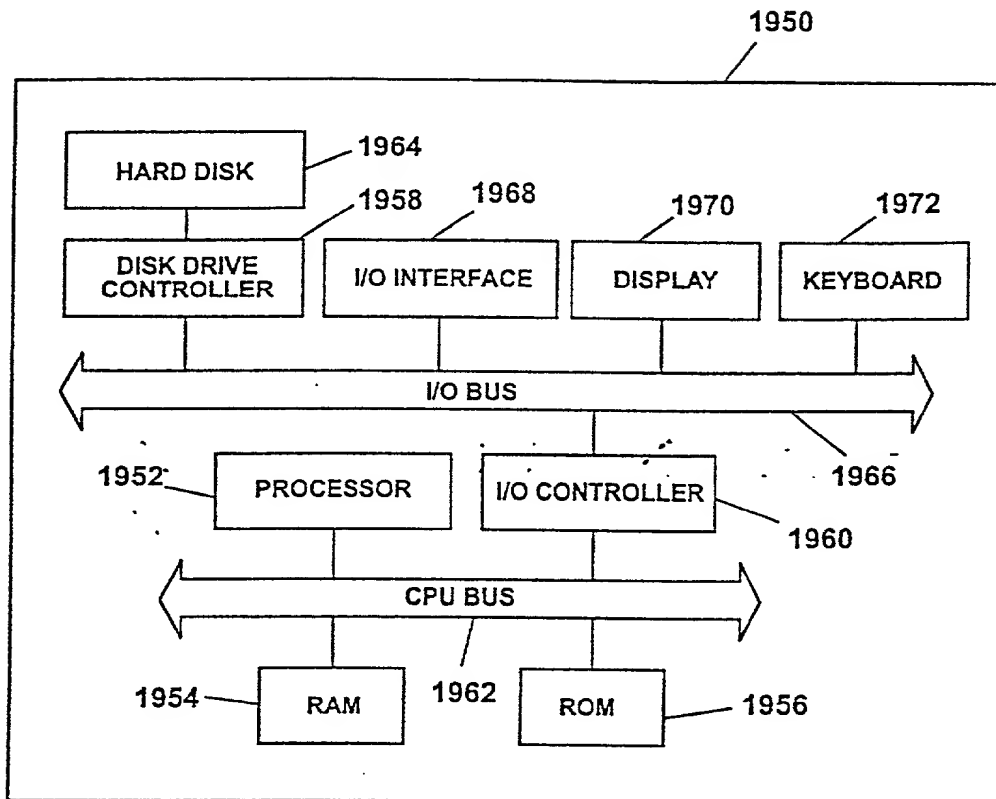 1950
HARD DISK
1964
1958
1968
1970
1972
DISK DRIVE
CONTROLLER
I/O INTERFACE
DISPLAY
KEYBOARD
I/O BUS
1966
1952
PROCESSOR
I/O CONTROLLER
1960
CPU BUS
1954
RAM
1962
ROM
1956